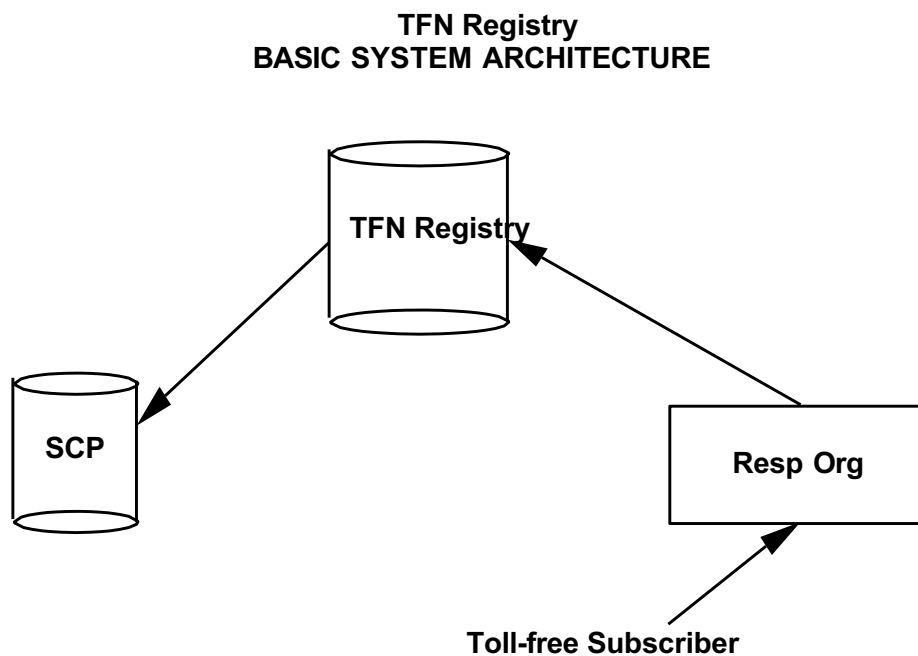 TFN Registry
BASIC SYSTEM ARCHITECTURE
TFN Registry
SCP
Resp Org
Toll-free Subscriber